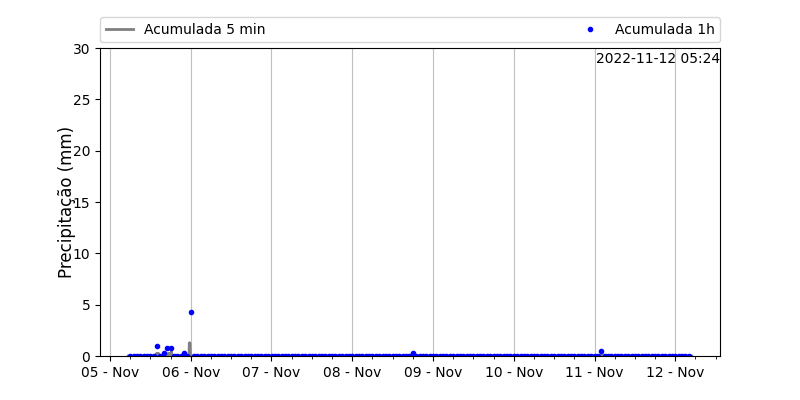 Acumulada 5 min
Acumulada 1h
2022-11-12 05:24
Precipitação (mm)
30
25
20
15
10
5
0
05 - Nov
06 - Nov
07 - Nov
08 - Nov
09 - Nov
10 - Nov
11 - Nov
12 - Nov